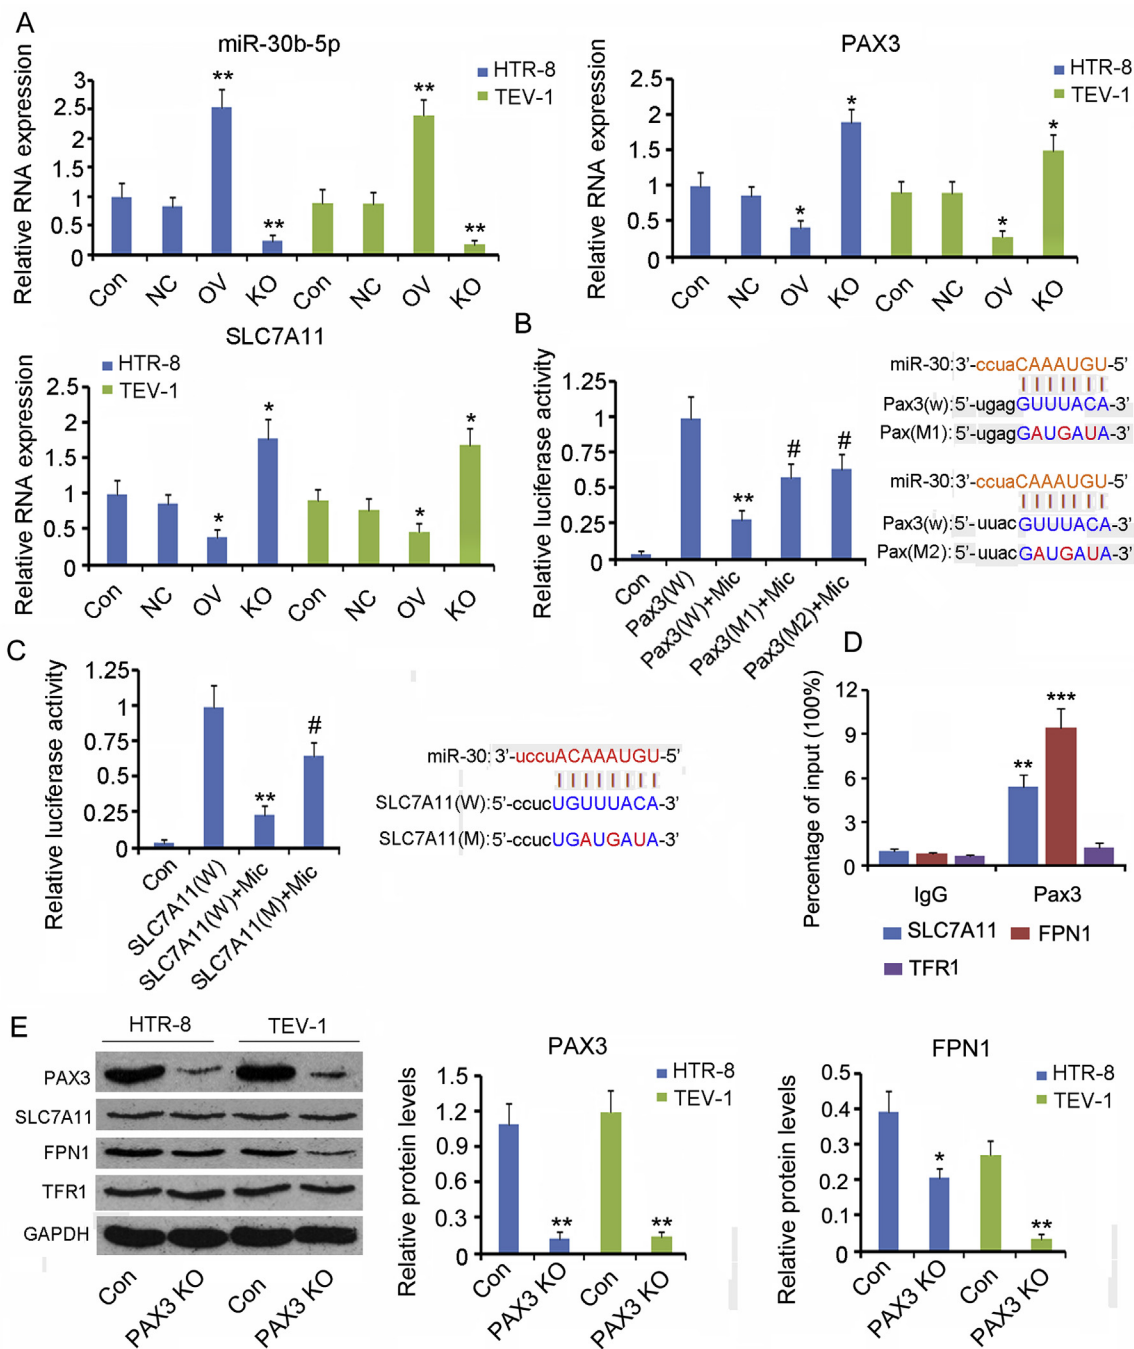 A
miR-30b-5p
Relative RNA expression
HTR-8
TEV-1
3
2.5
2
1.5
1
0.5
0
** ** ** **
Con NC OV KO Con NC OV KO
PAX3
Relative RNA expression
HTR-8
TEV-1
2.5
2
1.5
1
0.5
0
* * * *
Con NC OV KO Con NC OV KO
SLC7A11
Relative RNA expression
HTR-8
TEV-1
2.5
2
1.5
1
0.5
0
* * * *
Con NC OV KO Con NC OV KO
B
Relative luciferase activity
1.25
1
0.75
0.5
0.25
0
** # #
Con
Pax3(W)
Pax3(W)+Mic
Pax3(M1)+Mic
Pax3(M2)+Mic
miR-30:3'-ccuaCAAAUGU-5'
Pax3(w):5'-ugagGUUUACA-3'
Pax(M1):5'-ugagGAUGAUA-3'
miR-30:3'-ccuaCAAAUGU-5'
Pax3(w):5'-uuacGUUUACA-3'
Pax(M2):5'-uuacGAUGAUA-3'
C
Relative luciferase activity
1.25
1
0.75
0.5
0.25
0
** #
Con
SLC7A11(W)
SLC7A11(W)+Mic
SLC7A11(M)+Mic
miR-30:3'-uccuACAAAUGU-5'
SLC7A11(W):5'-ccucUGUUUACA-3'
SLC7A11(M):5'-ccucUGAUGAUA-3'
D
Percentage of input (100%)
12
9
6
3
0
** ***
IgG Pax3
SLC7A11 FPN1
TFR1
E
HTR-8 TEV-1
PAX3
SLC7A11
FPN1
TFR1
GAPDH
Con PAX3 KO Con PAX3 KO
PAX3
Relative protein levels
HTR-8
TEV-1
1.5
1.2
0.9
0.6
0.3
0
** **
Con PAX3 KO Con PAX3 KO
FPN1
Relative protein levels
HTR-8
TEV-1
0.5
0.4
0.3
0.2
0.1
0
* **
Con PAX3 KO Con PAX3 KO